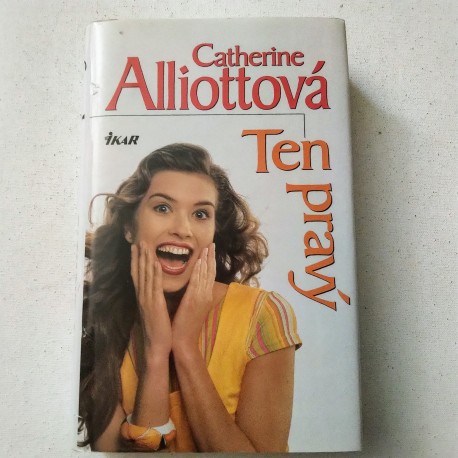 Catherine
Alliottová
IKAR
Ten pravý